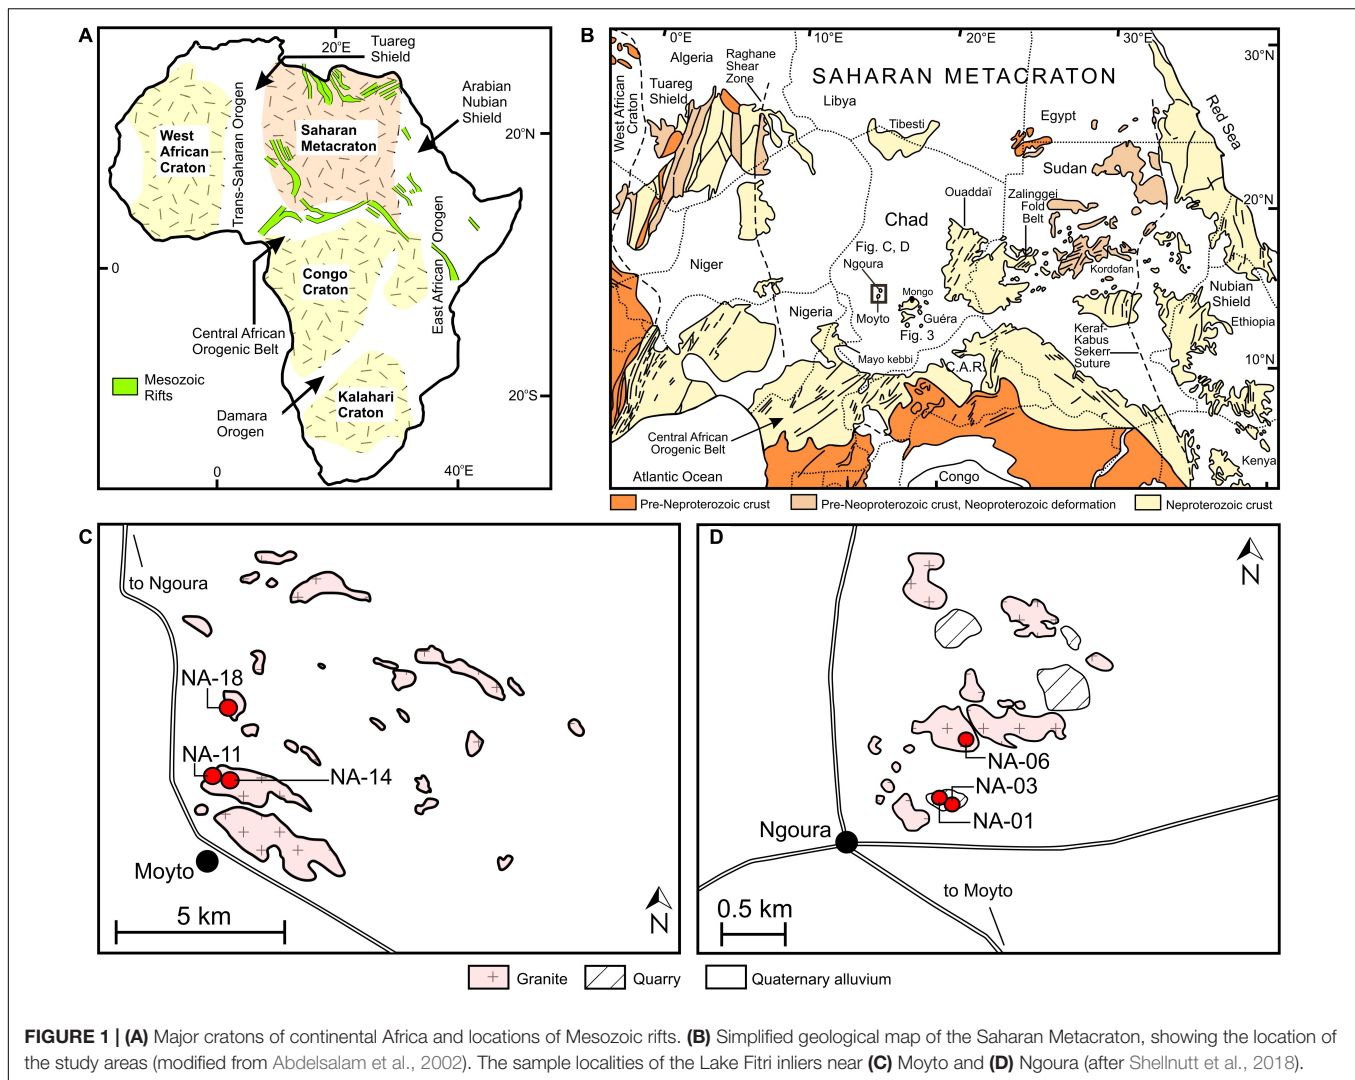 A
20°E
Tuareg
Shield
Trans-Saharan Orogen
Arabian
Nubian
Shield
West
African
Craton
Saharan
Metacraton
20°N
East African Orogen
0
Congo
Craton
Central African
Orogenic Belt
Mesozoic
Rifts
Kalahari
Craton
Damara
Orogen
20°S
0
40°E
B
0°E
10°E
20°E
30°E
30°N
Algeria
Raghane
Shear
Zone
SAHARAN METACRATON
West African
Craton
Tuareg
Shield
Libya
Tibesti
Egypt
Red Sea
Sudan
Ouaddaï
Zalinggei
Fold
Belt
20°N
Chad
Fig. C, D
Ngoura
Niger
Kordofan
Mongo
Nubian
Shield
Nigeria
Moyto
Guéra
Fig. 3
Ethiopia
Keraf-
Kabus
Sekerr
Suture
Mayo kebbi
C.A.R.
10°N
Central African
Orogenic Belt
Kenya
Atlantic Ocean
Congo
Pre-Neproterozoic crust
Pre-Neoproterozoic crust, Neoproterozoic deformation
Neproterozoic crust
C
to Ngoura
NA-18
NA-11
NA-14
Moyto
5 km
N
D
N
NA-06
NA-03
NA-01
Ngoura
to Moyto
0.5 km
Granite
Quarry
Quaternary alluvium
FIGURE 1 | (A) Major cratons of continental Africa and locations of Mesozoic rifts. (B) Simplified geological map of the Saharan Metacraton, showing the location of
the study areas (modified from Abdelsalam et al., 2002). The sample localities of the Lake Fitri inliers near (C) Moyto and (D) Ngoura (after Shellnutt et al., 2018).